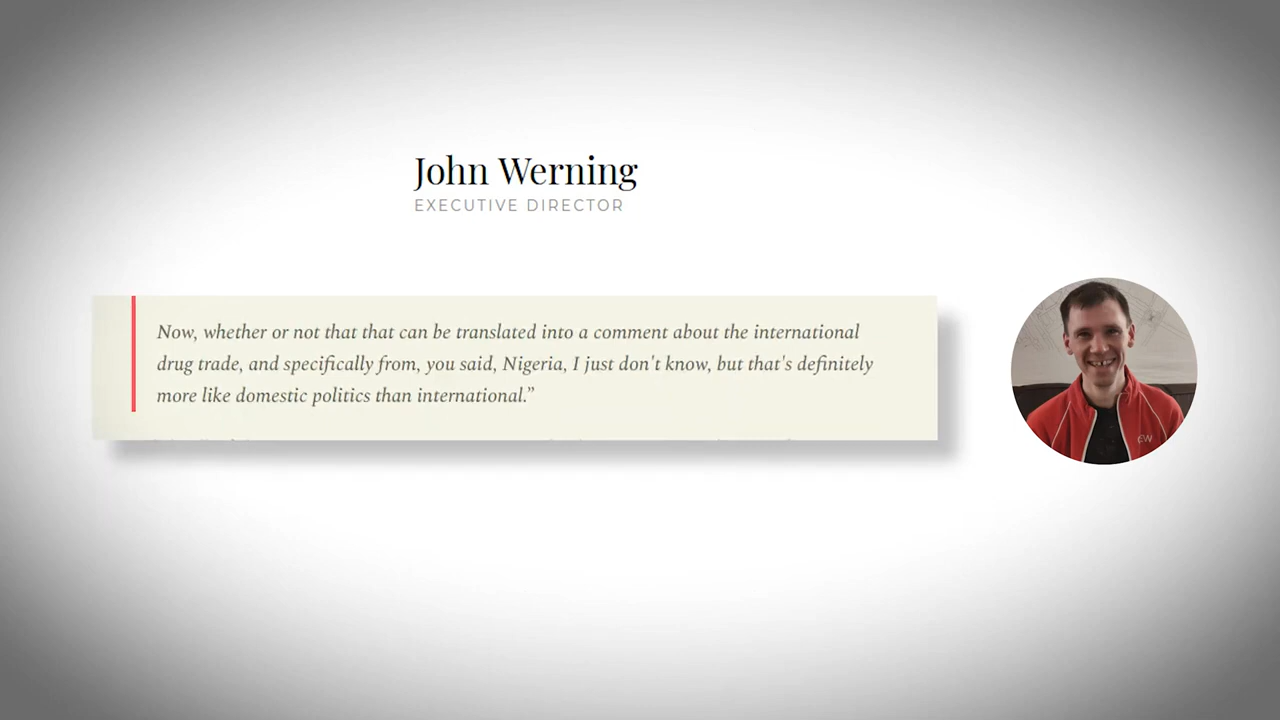 John Werning
EXECUTIVE DIRECTOR
Now, whether or not that that can be translated into a comment about the international
drug trade, and specifically from, you said, Nigeria, I just don't know, but that's definitely
more like domestic politics than international.”
EW